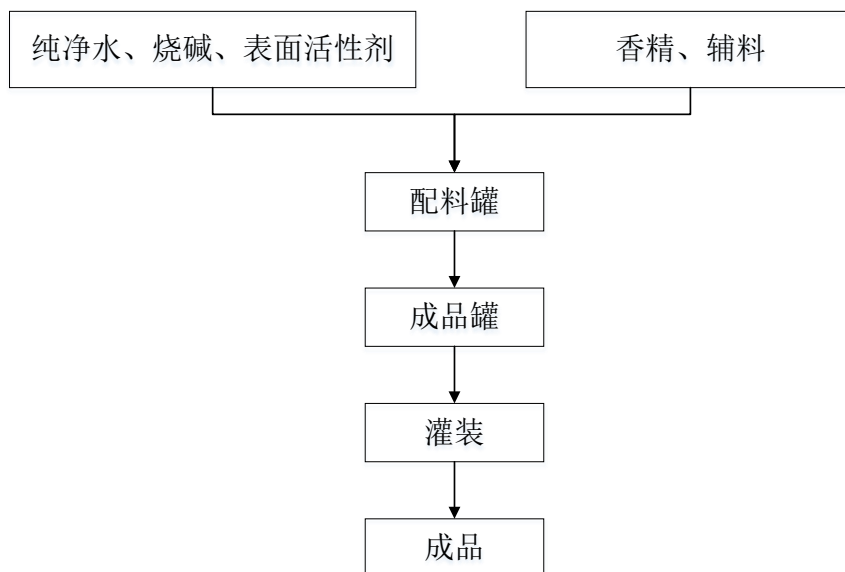 纯净水、烧碱、表面活性剂
香精、辅料
配料罐
成品罐
灌装
成品